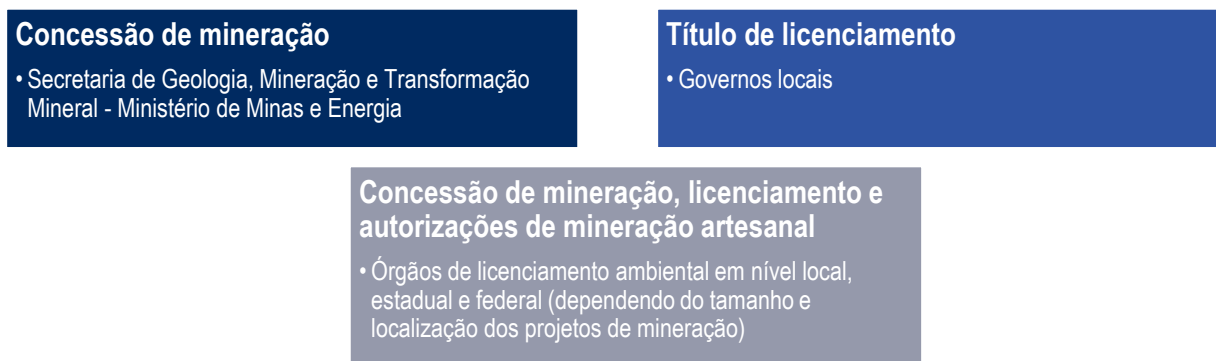 Concessão de mineração
• Secretaria de Geologia, Mineração e Transformação
Mineral - Ministério de Minas e Energia
Título de licenciamento
• Governos locais
Concessão de mineração, licenciamento e
autorizações de mineração artesanal
• Órgãos de licenciamento ambiental em nível local,
estadual e federal (dependendo do tamanho e
localização dos projetos de mineração)